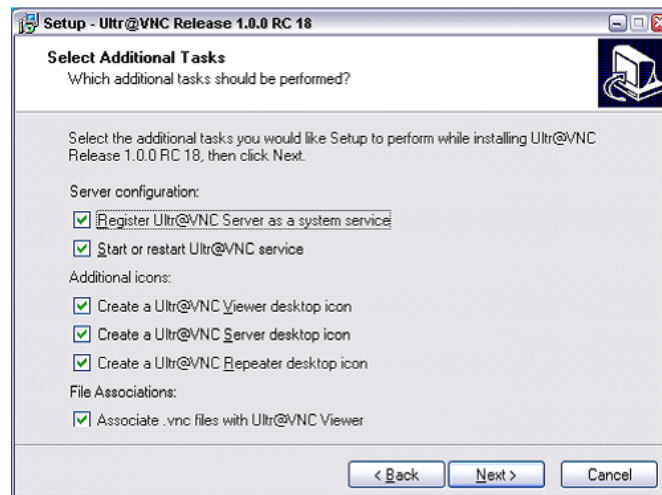 Setup - Ultr@VNC Release 1.0.0 RC 18
Select Additional Tasks
Which additional tasks should be performed?
Select the additional tasks you would like Setup to perform while installing Ultr@VNC
Release 1.0.0 RC 18, then click Next.
Server configuration:
Register Ultr@VNC Server as a system service
Start or restart Ultr@VNC service
Additional icons:
Create a Ultr@VNC Viewer desktop icon
Create a Ultr@VNC Server desktop icon
Create a Ultr@VNC Repeater desktop icon
File Associations:
Associate .vnc files with Ultr@VNC Viewer
< Back Next > Cancel